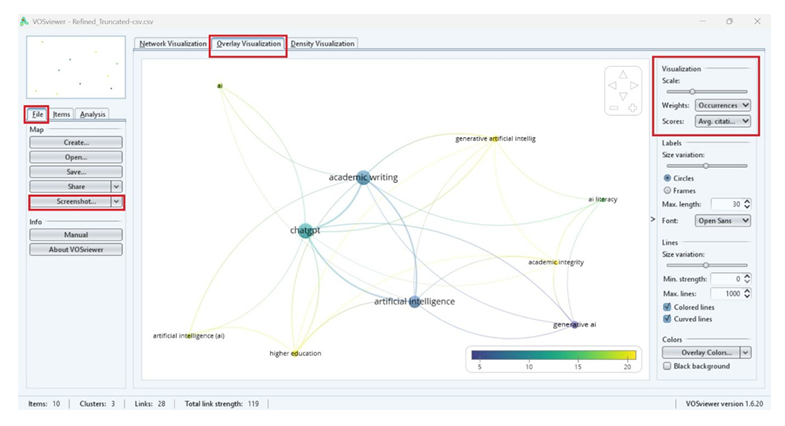 VOSviewer - Refined_Truncated-csv.csv
Network Visualization Overlay Visualization Density Visualization
File Items Analysis
Map
Create...
Open...
Save...
Share
Screenshot...
Info
Manual
About VOSviewer
ai
generative artificial intellig
academic writing
ai literacy
chatgpt
academic integrity
artificial intelligence
generative ai
artificial intelligence (ai)
higher education
5 10 15 20
Visualization
Scale:
Weights: Occurrences
Scores: Avg. citati...
Labels
Size variation:
Circles
Frames
Max. length: 30
Font: Open Sans
Lines
Size variation:
Min. strength: 0
Max. lines: 1000
Colored lines
Curved lines
Colors
Overlay Colors...
Black background
Items: 10 Clusters: 3 Links: 28 Total link strength: 119 VOSviewer version 1.6.20